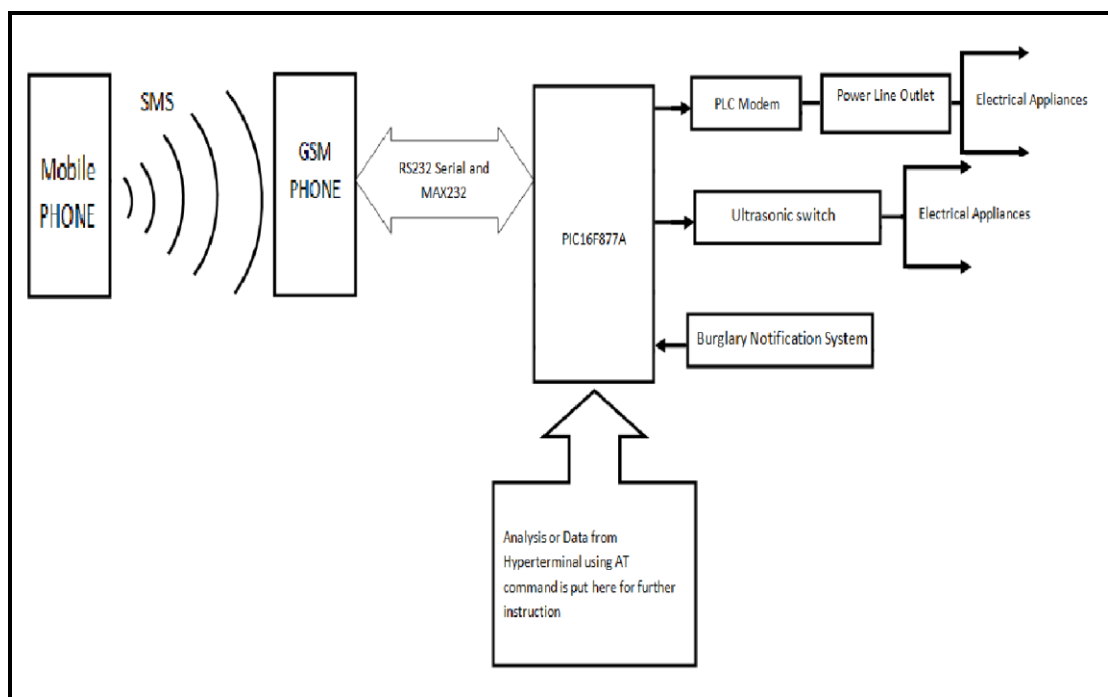 SMS
Mobile
PHONE
GSM
PHONE
RS232 Serial and
MAX232
PIC16F877A
PLC Modem
Power Line Outlet
Electrical Appliances
Ultrasonic switch
Electrical Appliances
Burglary Notification System
Analysis or Data from
Hyperterminal using AT
command is put here for further
instruction